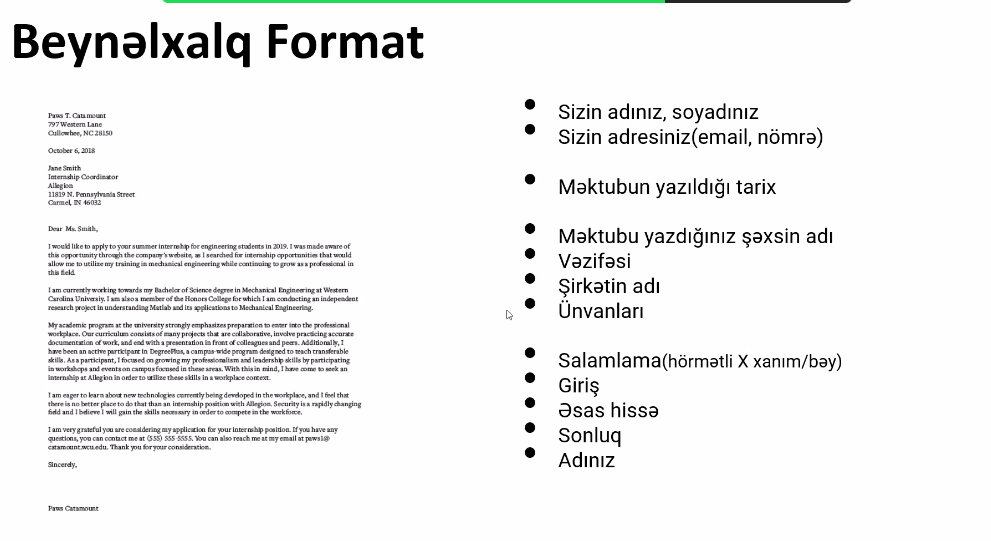 Beynəlxalq Format
Paws T. Catamount
797 Western Lane
Cullowhee, NC 28150
October 6, 2018
Jane Smith
Internship Coordinator
Allegion
11819 N. Pennsylvania Street
Carmel, IN 46032
Dear Ms. Smith,
I would like to apply to your summer internship for engineering students in 2019. I was made aware of
this opportunity through the company's website, as I searched for internship opportunities that would
allow me to utilize my training in mechanical engineering while continuing to grow as a professional in
this field.
I am currently working towards my Bachelor of Science degree in Mechanical Engineering at Western
Carolina Universiy, I am also a member of the Honors College for which I am conducting an independent
research project in understanding Matlab and its applications to Mechanical Engineering.
My academic program at the university strongly emphasizes preparation to enter into the professional
workplace. Our curriculum consists of many projects that are collaborative, involve practicing accurate
documentation of work, and end with a presentation in front of colleagues and peers. Additionally, I
have been an active participant in DegreePlus, a campus-wide program designed to teach transferable
skills. As a participant, I focused on growing my professionalism and leadership skills by participating
in workshops and events on campus focused in these areas. With this in mind, I have come to seek an
internship at Allegion in order to utilize these skills in a workplace context.
I am eager to learn about new technologies currently being developed in the workplace, and I feel that
there is no better place to do that than an internship position with Allegion. Security is a rapidly changing
field and I believe I will gain the skills necessary in order to compete in the workforce.
I am very grateful you are considering my application for your internship position. If you have any
questions, you can contact me at (555) 555-5555. You can also reach me at my email at paws1@
catamount.wcu.edu. Thank you for your consideration.
Sincerely,
Paws Catamount
Sizin adınız, soyadınız
Sizin adresiniz(email, nömrə)
Məktubun yazıldığı tarix
Məktubu yazdığınız şəxsin adı
Vəzifəsi
Şirkətin adı
Ünvanları
Salamlama(hörmətli X xanım/bəy)
Giriş
Əsas hissə
Sonluq
Adınız